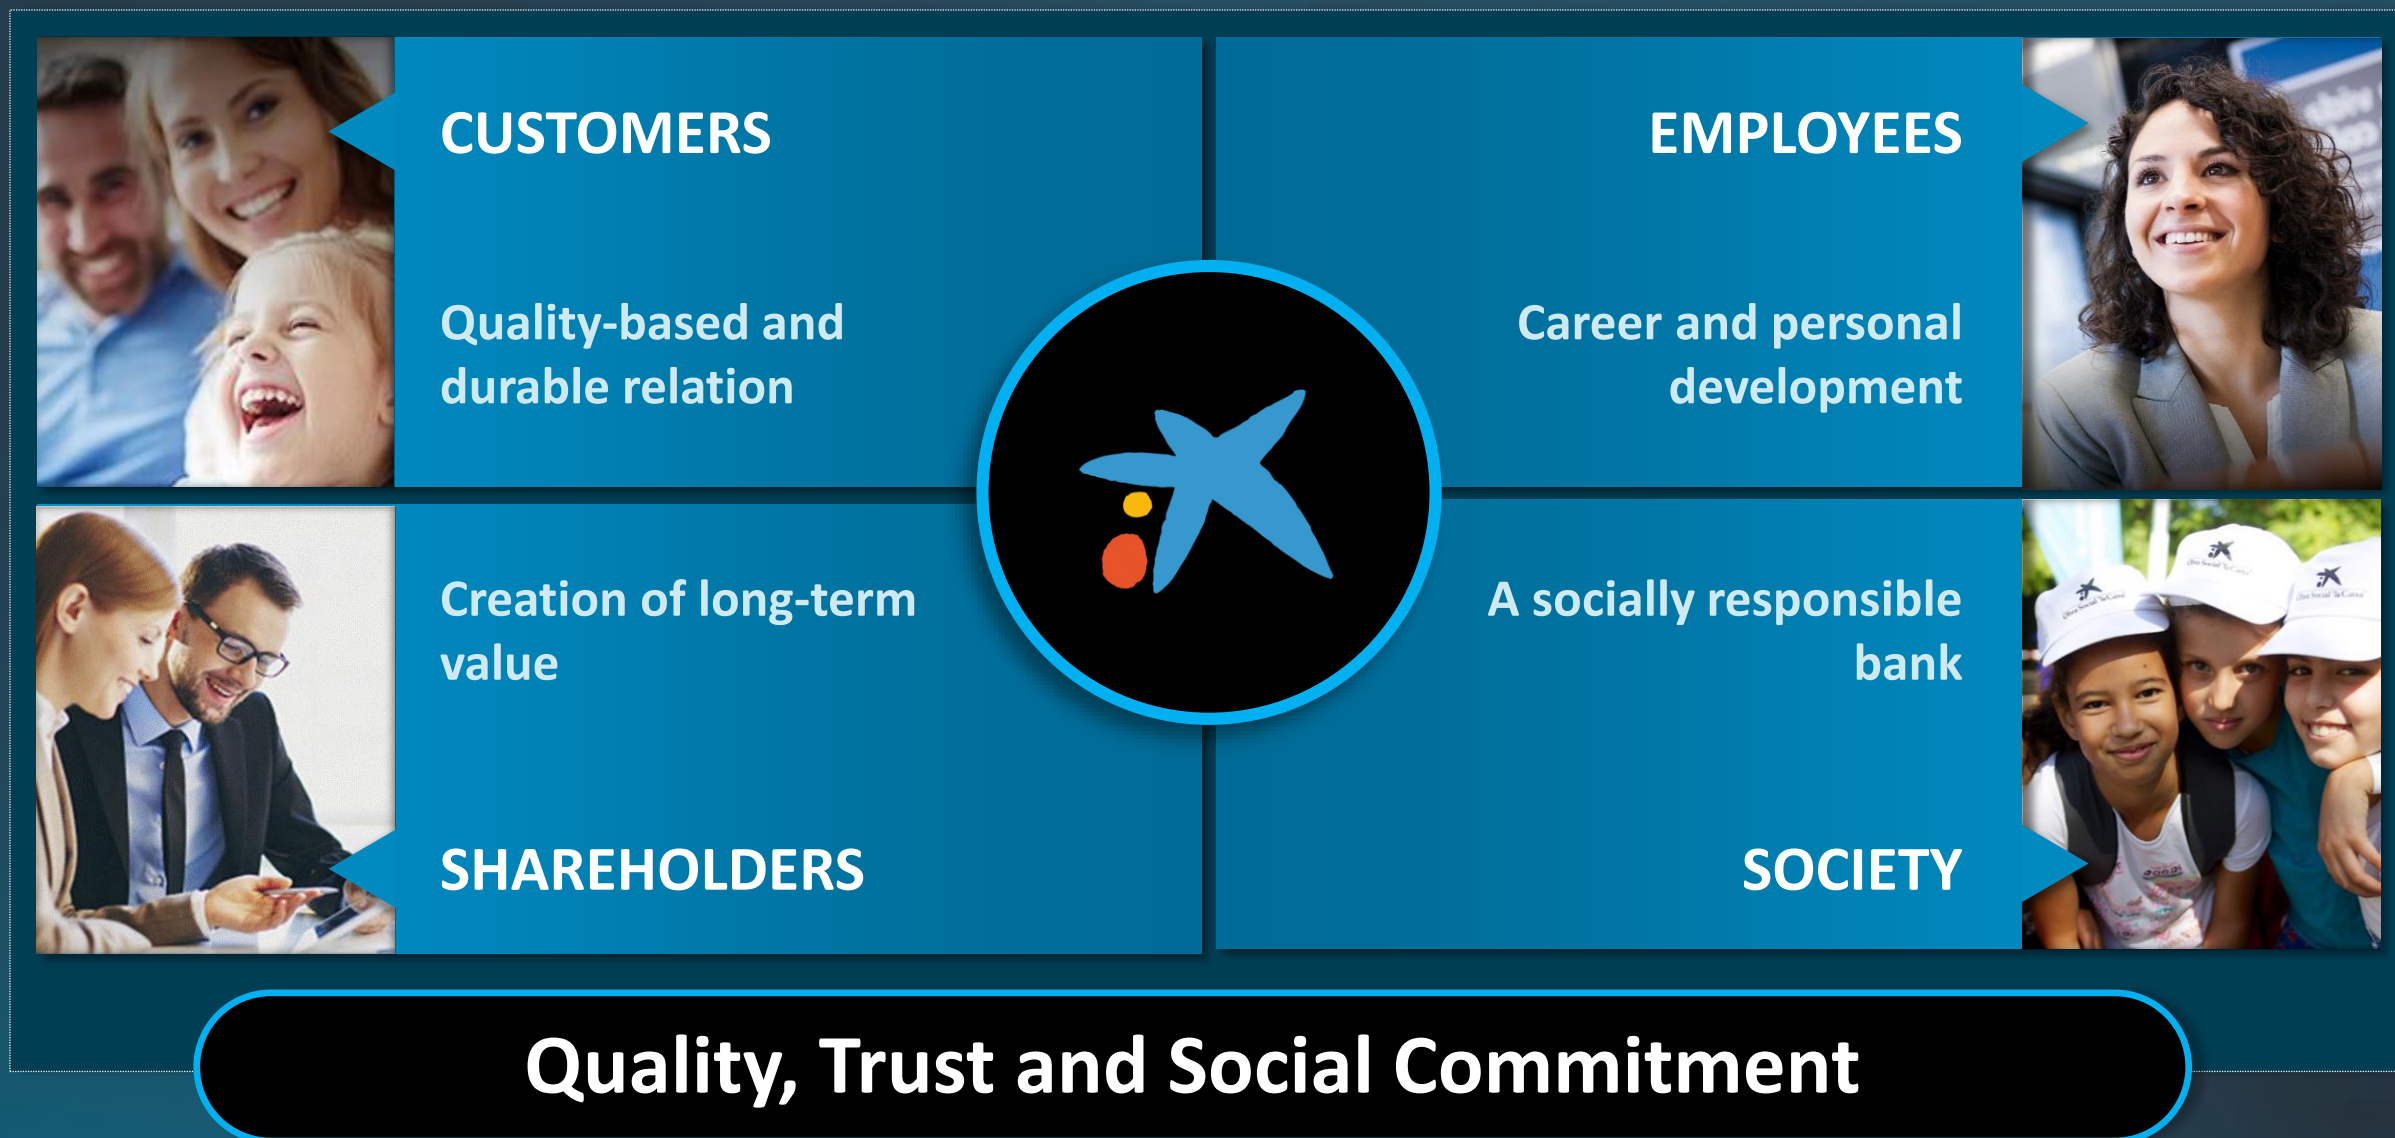 CUSTOMERS
Quality-based and
durable relation
EMPLOYEES
Career and personal
development
Creation of long-term
value
SHAREHOLDERS
A socially responsible
bank
SOCIETY
Quality, Trust and Social Commitment